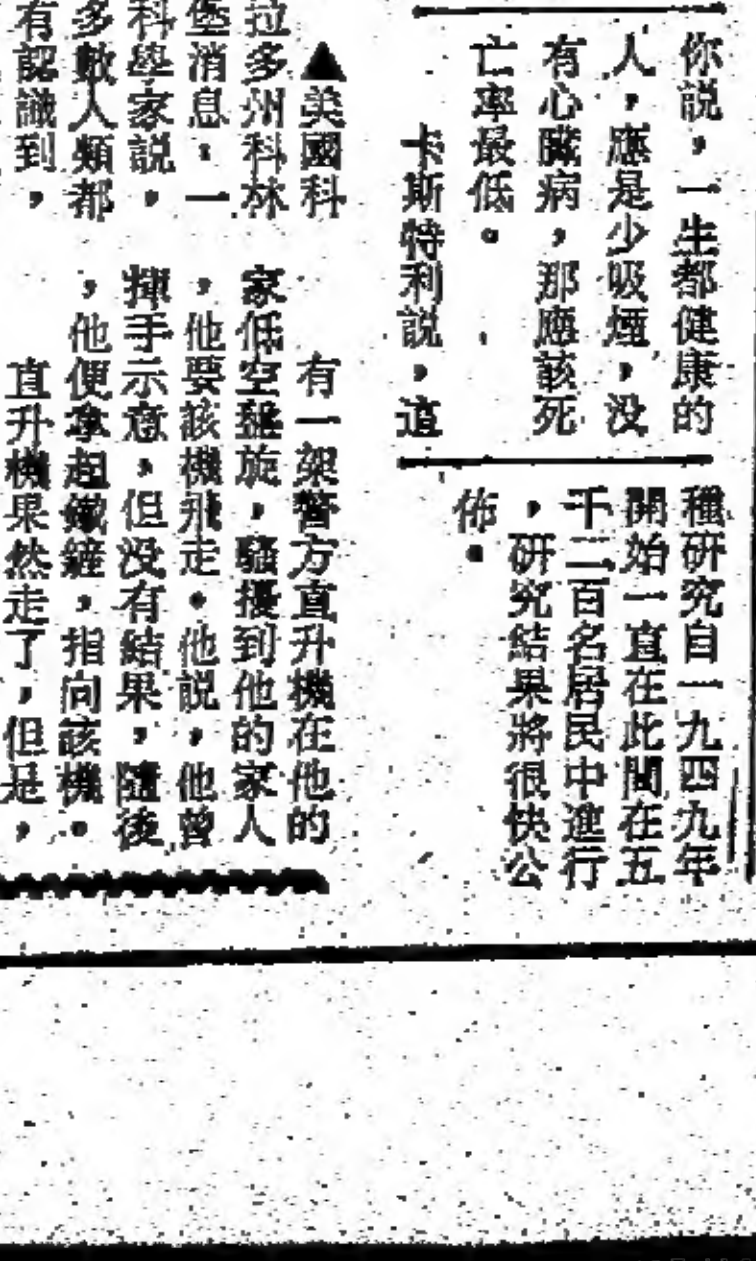 你說，一生都健康的
人，應是少吸煙，没
有心臟病，那應該死
亡率最低。
卡斯特利說，這
種研究自一九四九年
開始一直在此間在五
千二百名居民中進行
，研究結果將很快公
佈。
▲美國科
拉多州科林
堡消息：一
科學家說，
多數人類都
有認識到，
有一架警方直升機在他的
家低空盤旋，騷擾到他的家人
，他要該機飛走。他說，他曾
揮手示意，但没有結果，隨後
，他便拿起鐵鏟，指向該機。
直升機果然走了，但是，